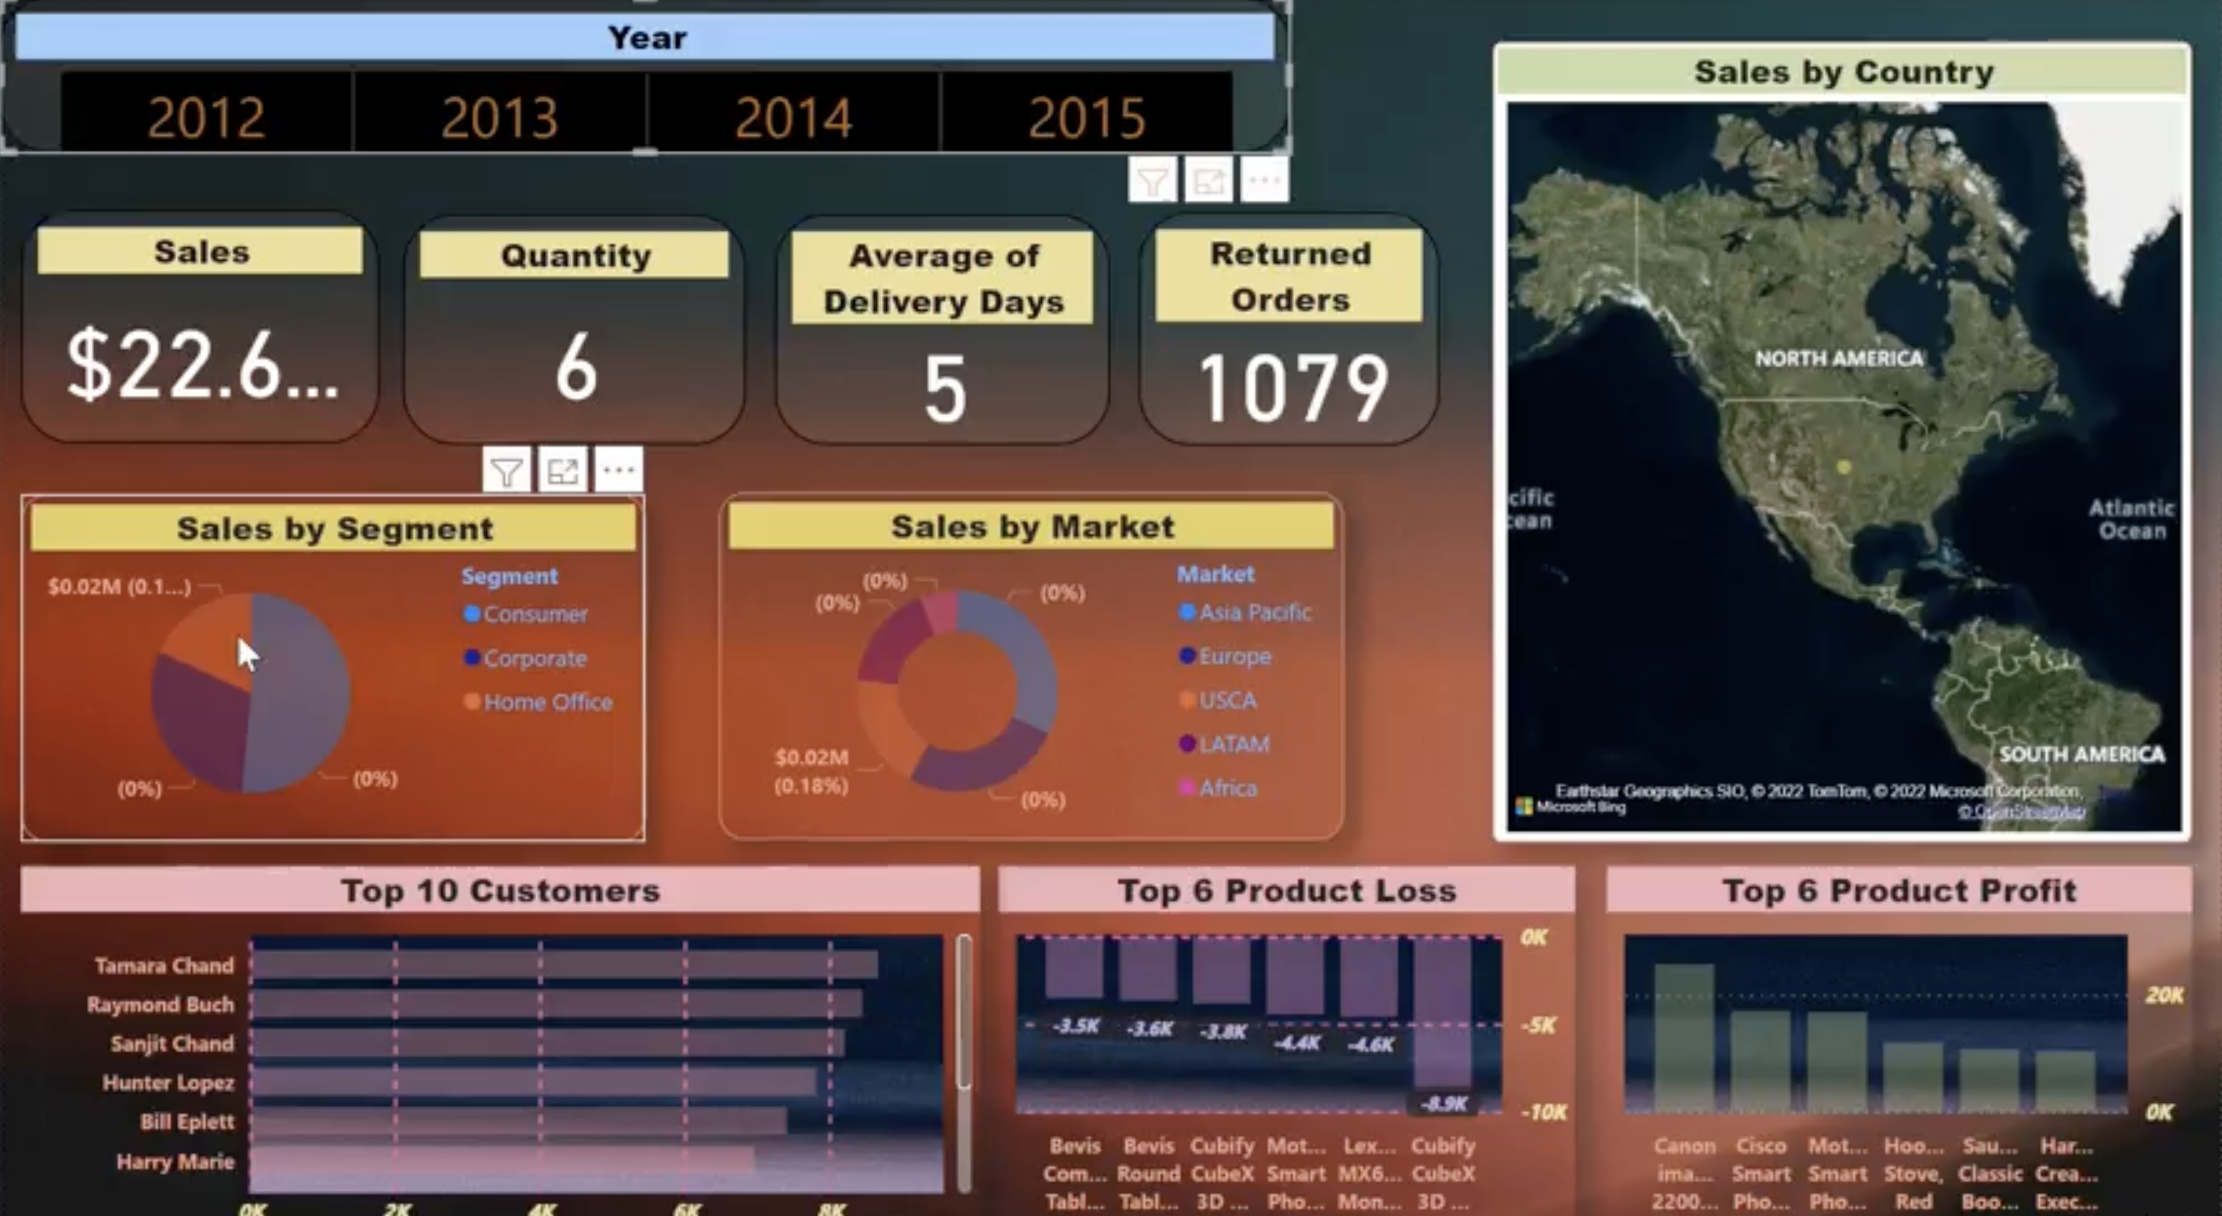 Year
2012
2013
2014
2015
Sales by Country
Sales
$22.6...
Quantity
6
Average of
Delivery Days
5
Returned
Orders
1079
NORTH AMERICA
cific
cean
Atlantic
Ocean
SOUTH AMERICA
Earthstar Geographics SIO, © 2022 TomTom, © 2022 Microsoft Corporation,
Microsoft Bing
© OpenStreetMap
Sales by Segment
$0.02M (0.1...)
(0%)
(0%)
Segment
Consumer
Corporate
Home Office
Sales by Market
(0%)
(0%)
(0%)
$0.02M
(0.18%)
(0%)
Market
Asia Pacific
Europe
USCA
LATAM
Africa
Top 10 Customers
Tamara Chand
Raymond Buch
Sanjit Chand
Hunter Lopez
Bill Eplett
Harry Marie
0K 2K 4K 6K 8K
Top 6 Product Loss
0K
-5K
-10K
-3.5K -3.6K -3.8K -4.4K -4.6K -8.9K
Bevis Bevis Cubify Mot... Lex... Cubify
Com... Round CubeX Smart MX6... CubeX
Tabl... Tabl... 3D ... Pho... Mon... 3D ...
Top 6 Product Profit
20K
0K
Canon Cisco Mot... Hoo... Sau... Har...
ima... Smart Smart Stove, Classic Crea...
2200... Pho... Pho... Red Boo... Exec...